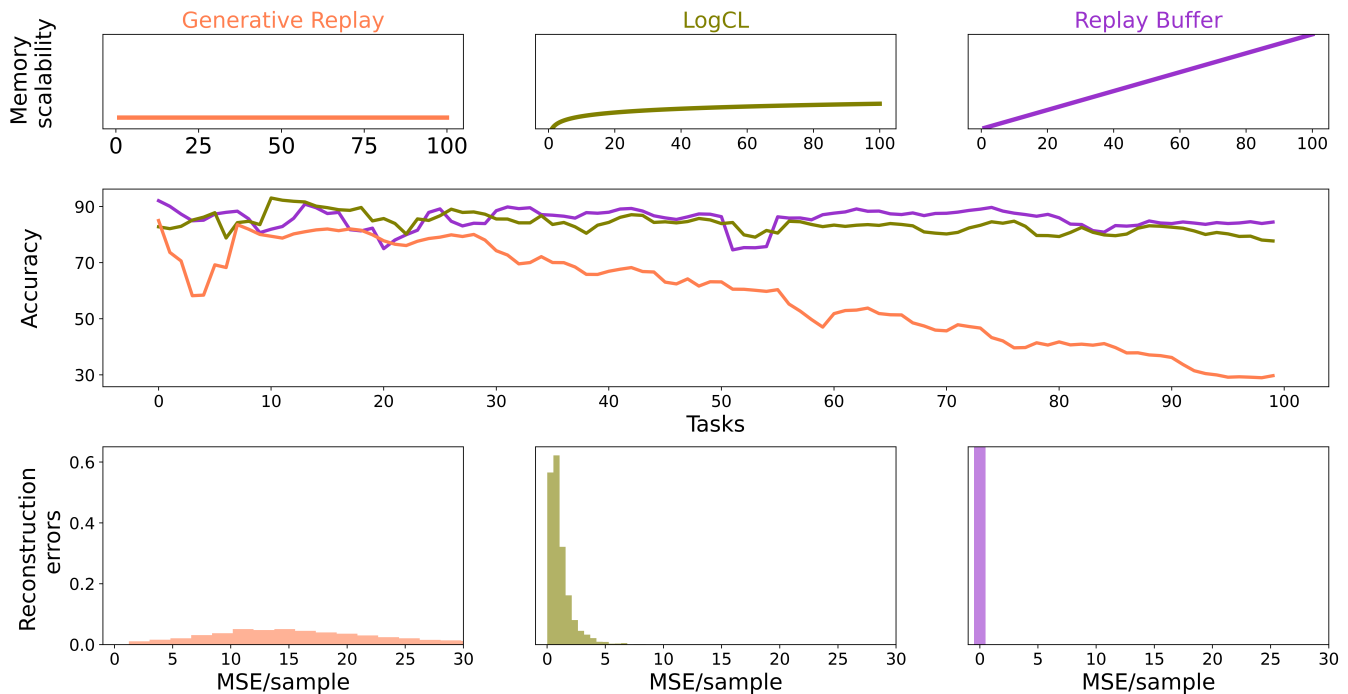 Generative Replay
LogCL
Replay Buffer
Memory
scalability
0 25 50 75 100
0 20 40 60 80 100
0 20 40 60 80 100
Accuracy
90
70
50
30
0 10 20 30 40 50 60 70 80 90 100
Tasks
Reconstruction
errors
0.6
0.4
0.2
0.0
0 5 10 15 20 25 30
0 5 10 15 20 25 30
0 5 10 15 20 25 30
MSE/sample
MSE/sample
MSE/sample